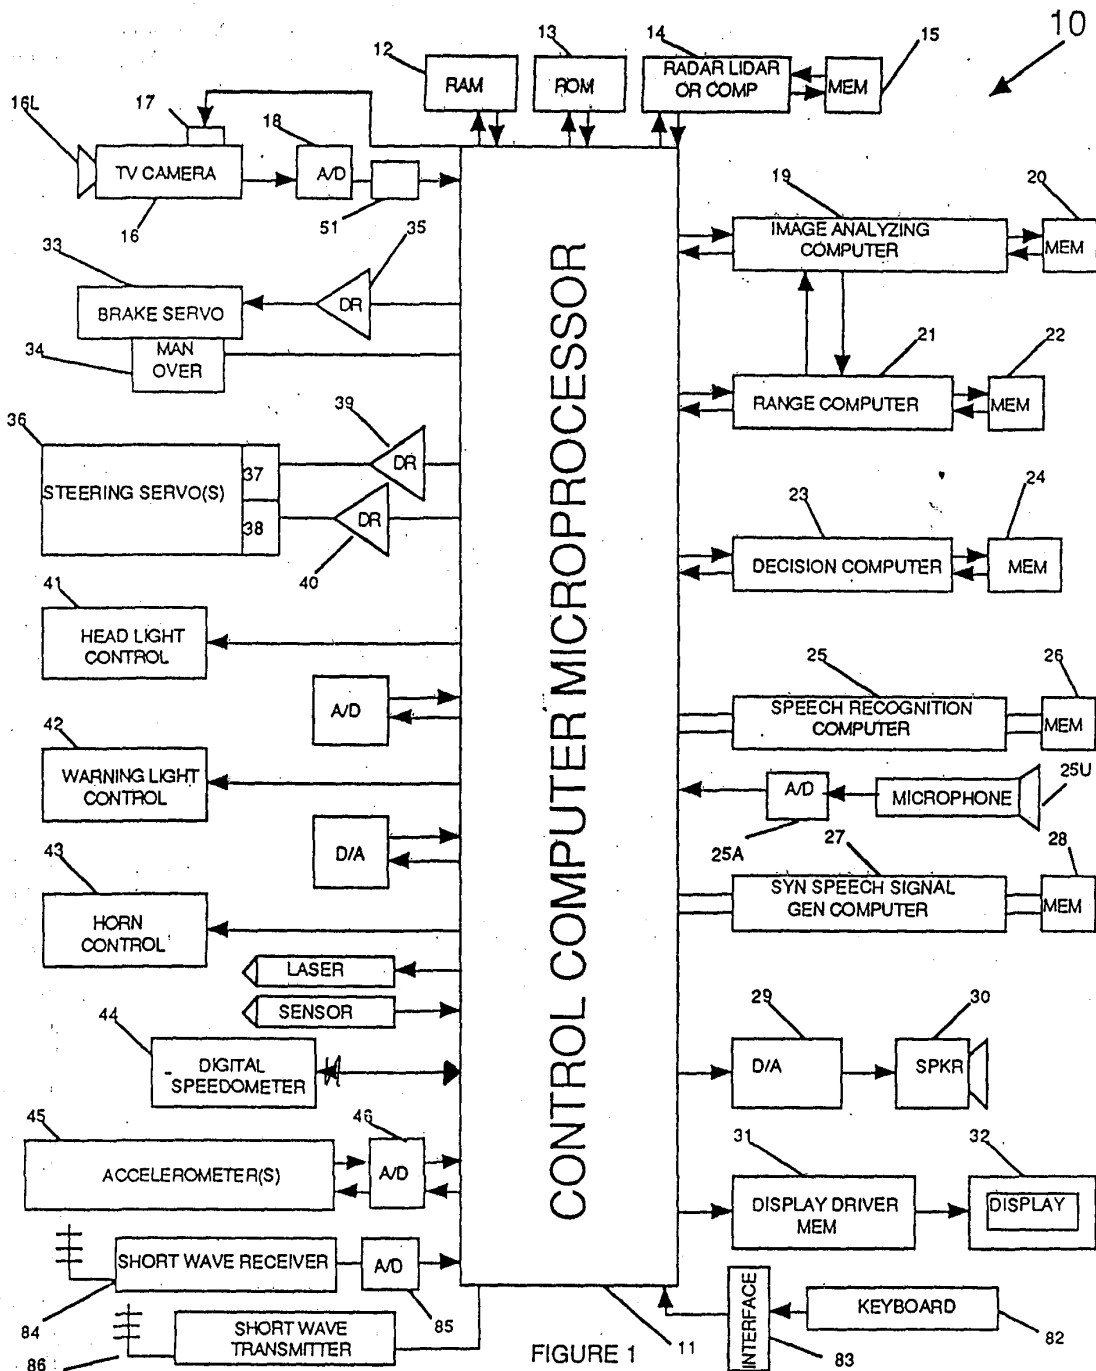 10
12
13
14
15
RAM
ROM
RADAR LIDAR
OR COMP
MEM
16L
17
18
TV CAMERA
A/D
16
51
19
20
IMAGE ANALYZING
COMPUTER
MEM
33
35
BRAKE SERVO
DR
34
MAN
OVER
21
22
RANGE COMPUTER
MEM
36
39
STEERING SERVO(S)
37
DR
38
DR
40
23
24
DECISION COMPUTER
MEM
CONTROL COMPUTER MICROPROCESSOR
41
HEAD LIGHT
CONTROL
A/D
25
26
SPEECH RECOGNITION
COMPUTER
MEM
42
WARNING LIGHT
CONTROL
A/D
MICROPHONE
25U
25A
D/A
27
28
SYN SPEECH SIGNAL
GEN COMPUTER
MEM
43
HORN
CONTROL
LASER
SENSOR
44
DIGITAL
SPEEDOMETER
29
30
D/A
SPKR
45
46
ACCELEROMETER(S)
A/D
31
32
DISPLAY DRIVER
MEM
DISPLAY
SHORT WAVE RECEIVER
A/D
84
85
SHORT WAVE
TRANSMITTER
86
INTERFACE
KEYBOARD
82
83
11
FIGURE 1